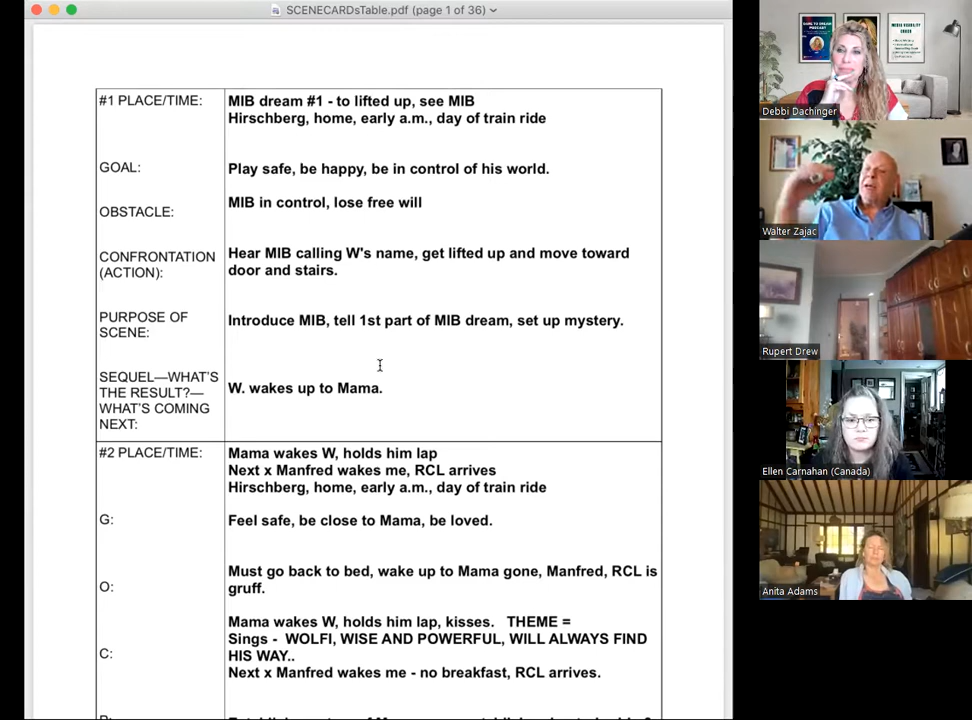 SCENECARDsTable.pdf (page 1 of 36)
#1 PLACE/TIME:
MIB dream #1 - to lifted up, see MIB
Hirschberg, home, early a.m., day of train ride
GOAL:
Play safe, be happy, be in control of his world.
OBSTACLE:
MIB in control, lose free will
CONFRONTATION
(ACTION):
Hear MIB calling W's name, get lifted up and move toward
door and stairs.
PURPOSE OF
SCENE:
Introduce MIB, tell 1st part of MIB dream, set up mystery.
SEQUEL—WHAT'S
THE RESULT?—
WHAT'S COMING
NEXT:
W. wakes up to Mama.
#2 PLACE/TIME:
Mama wakes W, holds him lap
Next x Manfred wakes me, RCL arrives
Hirschberg, home, early a.m., day of train ride
G:
Feel safe, be close to Mama, be loved.
O:
Must go back to bed, wake up to Mama gone, Manfred, RCL is
gruff.
C:
Mama wakes W, holds him lap, kisses. THEME =
Sings - WOLFI, WISE AND POWERFUL, WILL ALWAYS FIND
HIS WAY..
Next x Manfred wakes me - no breakfast, RCL arrives.
Debbi Dachinger
Walter Zajac
Rupert Drew
Ellen Carnahan (Canada)
Anita Adams